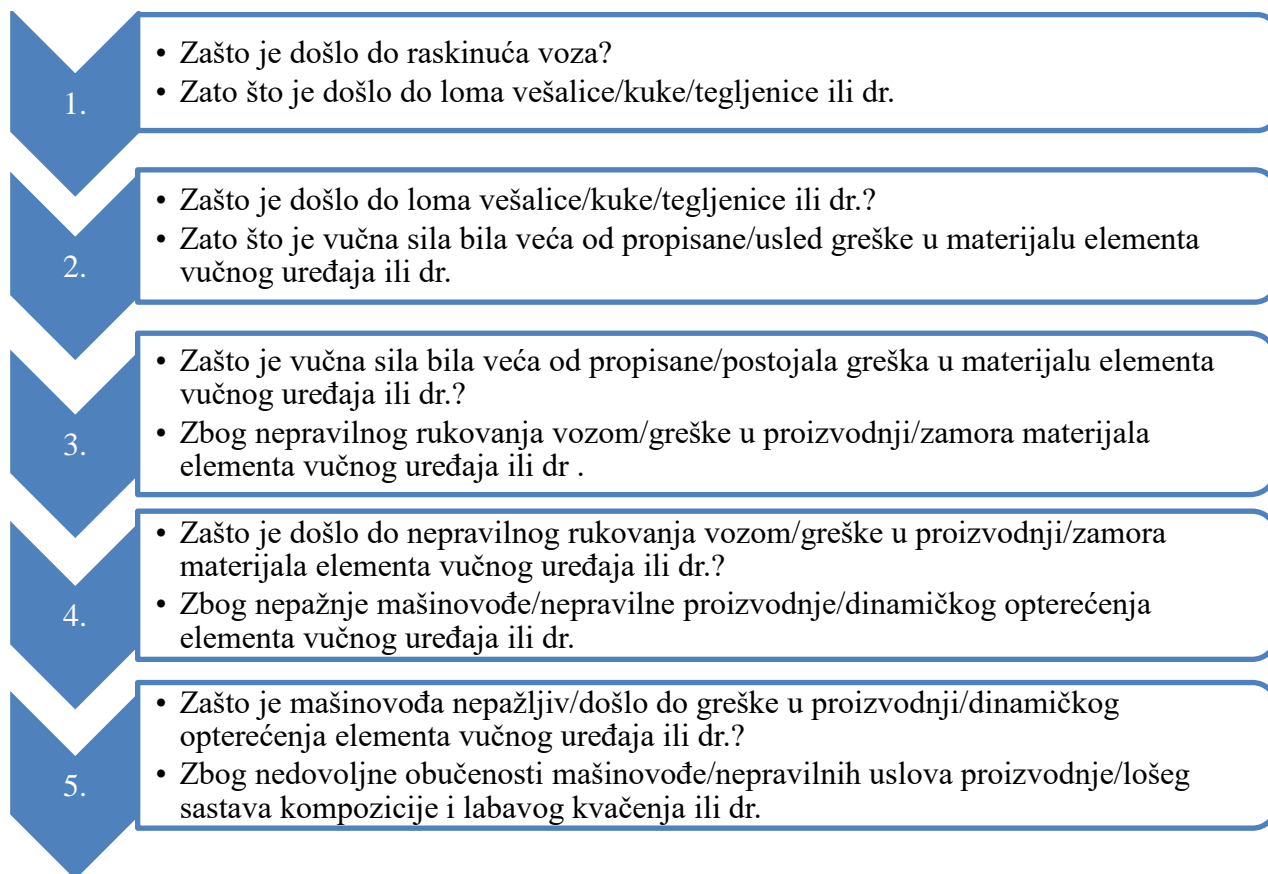 1.
• Zašto je došlo do raskinuća voza?
• Zato što je došlo do loma vešalice/kuke/tegljenice ili dr.
2.
• Zašto je došlo do loma vešalice/kuke/tegljenice ili dr.?
• Zato što je vučna sila bila veća od propisane/usled greške u materijalu elementa
vučnog uređaja ili dr.
3.
• Zašto je vučna sila bila veća od propisane/postojala greška u materijalu elementa
vučnog uređaja ili dr.?
• Zbog nepravilnog rukovanja vozom/greške u proizvodnji/zamora materijala
elementa vučnog uređaja ili dr .
4.
• Zašto je došlo do nepravilnog rukovanja vozom/greške u proizvodnji/zamora
materijala elementa vučnog uređaja ili dr.?
• Zbog nepažnje mašinovođe/nepravilne proizvodnje/dinamičkog opterećenja
elementa vučnog uređaja ili dr.
5.
• Zašto je mašinovođa nepažljiv/došlo do greške u proizvodnji/dinamičkog
opterećenja elementa vučnog uređaja ili dr.?
• Zbog nedovoljne obučenosti mašinovođe/nepravilnih uslova proizvodnje/lošeg
sastava kompozicije i labavog kvačenja ili dr.